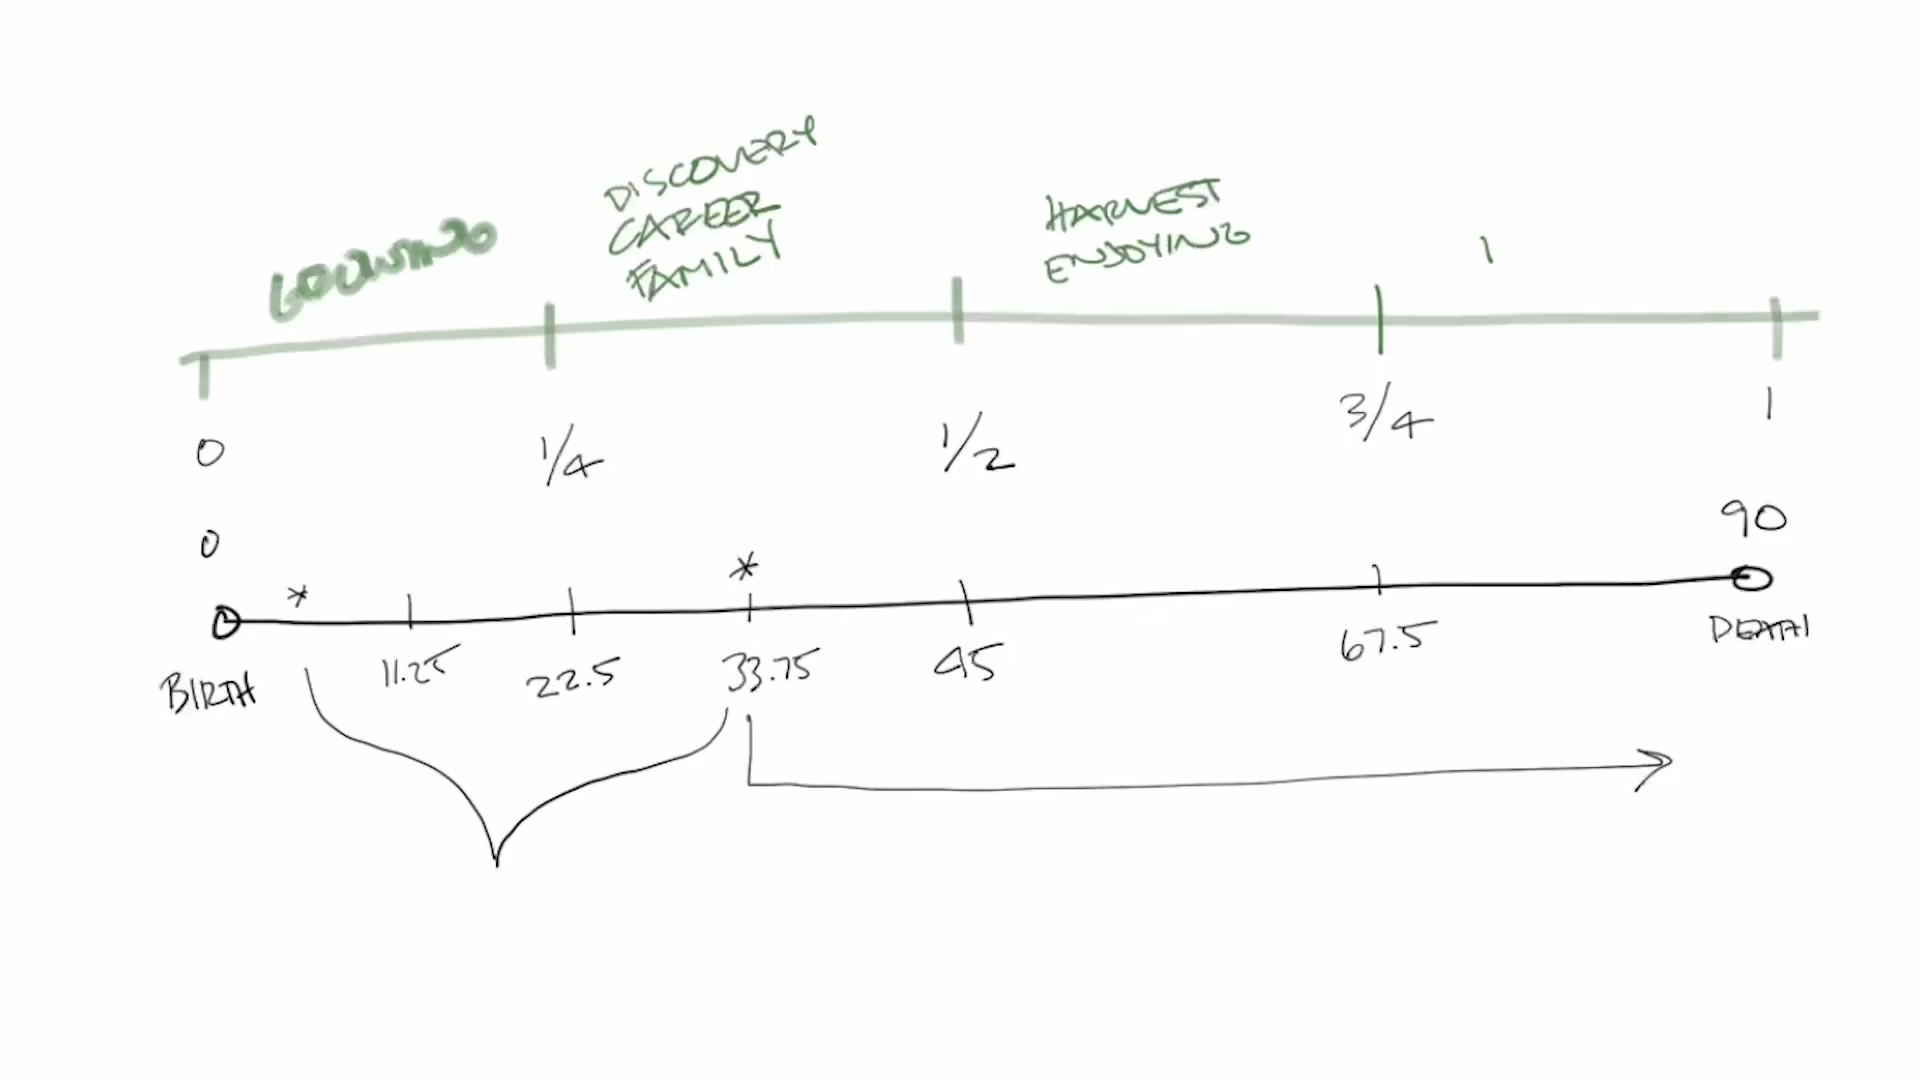 GROWING
DISCOVERY
CAREER
FAMILY
HARVEST
ENJOYING
0
1/4
1/2
3/4
1
0
90
*
*
BIRTH
11.25
22.5
33.75
45
67.5
DEATH